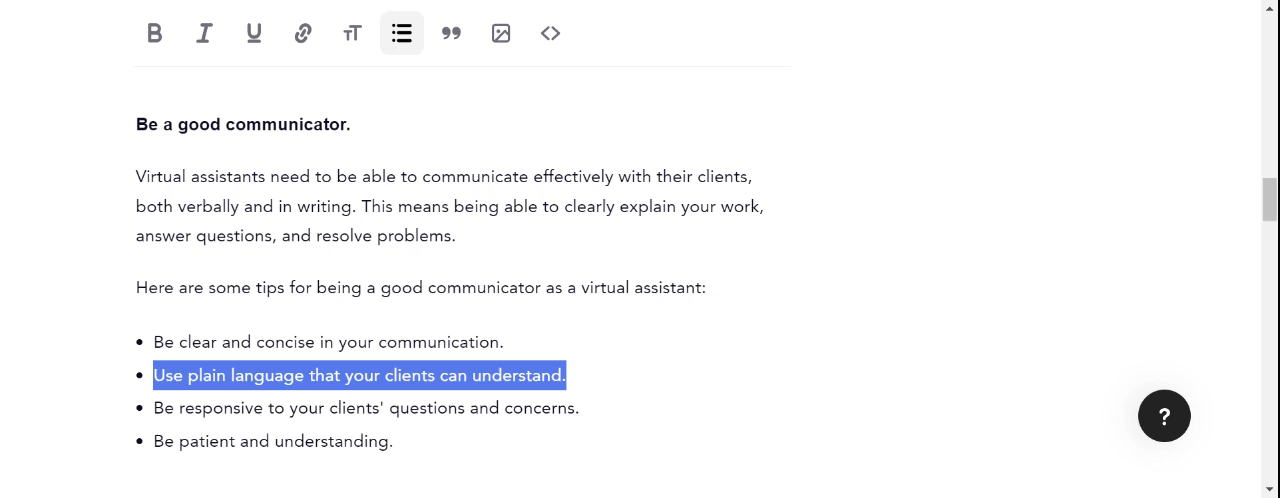 B I U TT
Be a good communicator.
Virtual assistants need to be able to communicate effectively with their clients,
both verbally and in writing. This means being able to clearly explain your work,
answer questions, and resolve problems.
Here are some tips for being a good communicator as a virtual assistant:
• Be clear and concise in your communication.
• Use plain language that your clients can understand.
• Be responsive to your clients' questions and concerns.
• Be patient and understanding.
?